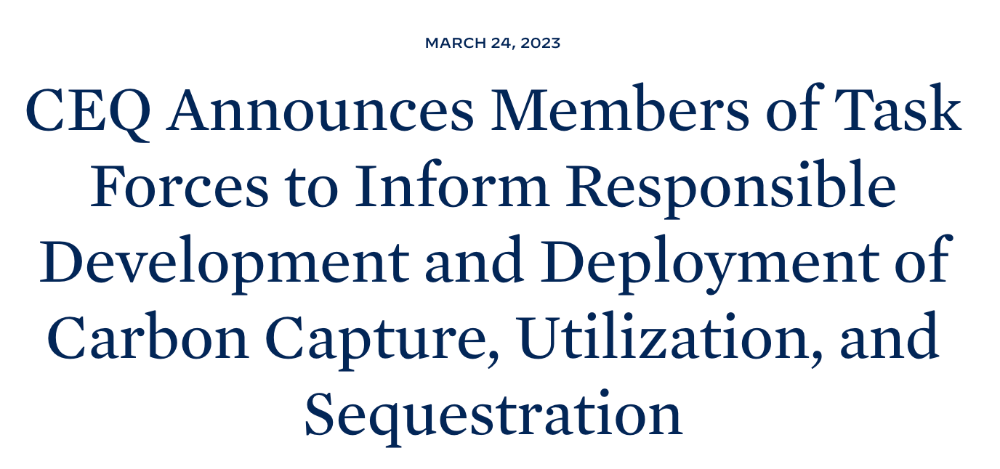 MARCH 24, 2023
CEQ Announces Members of Task
Forces to Inform Responsible
Development and Deployment of
Carbon Capture, Utilization, and
Sequestration